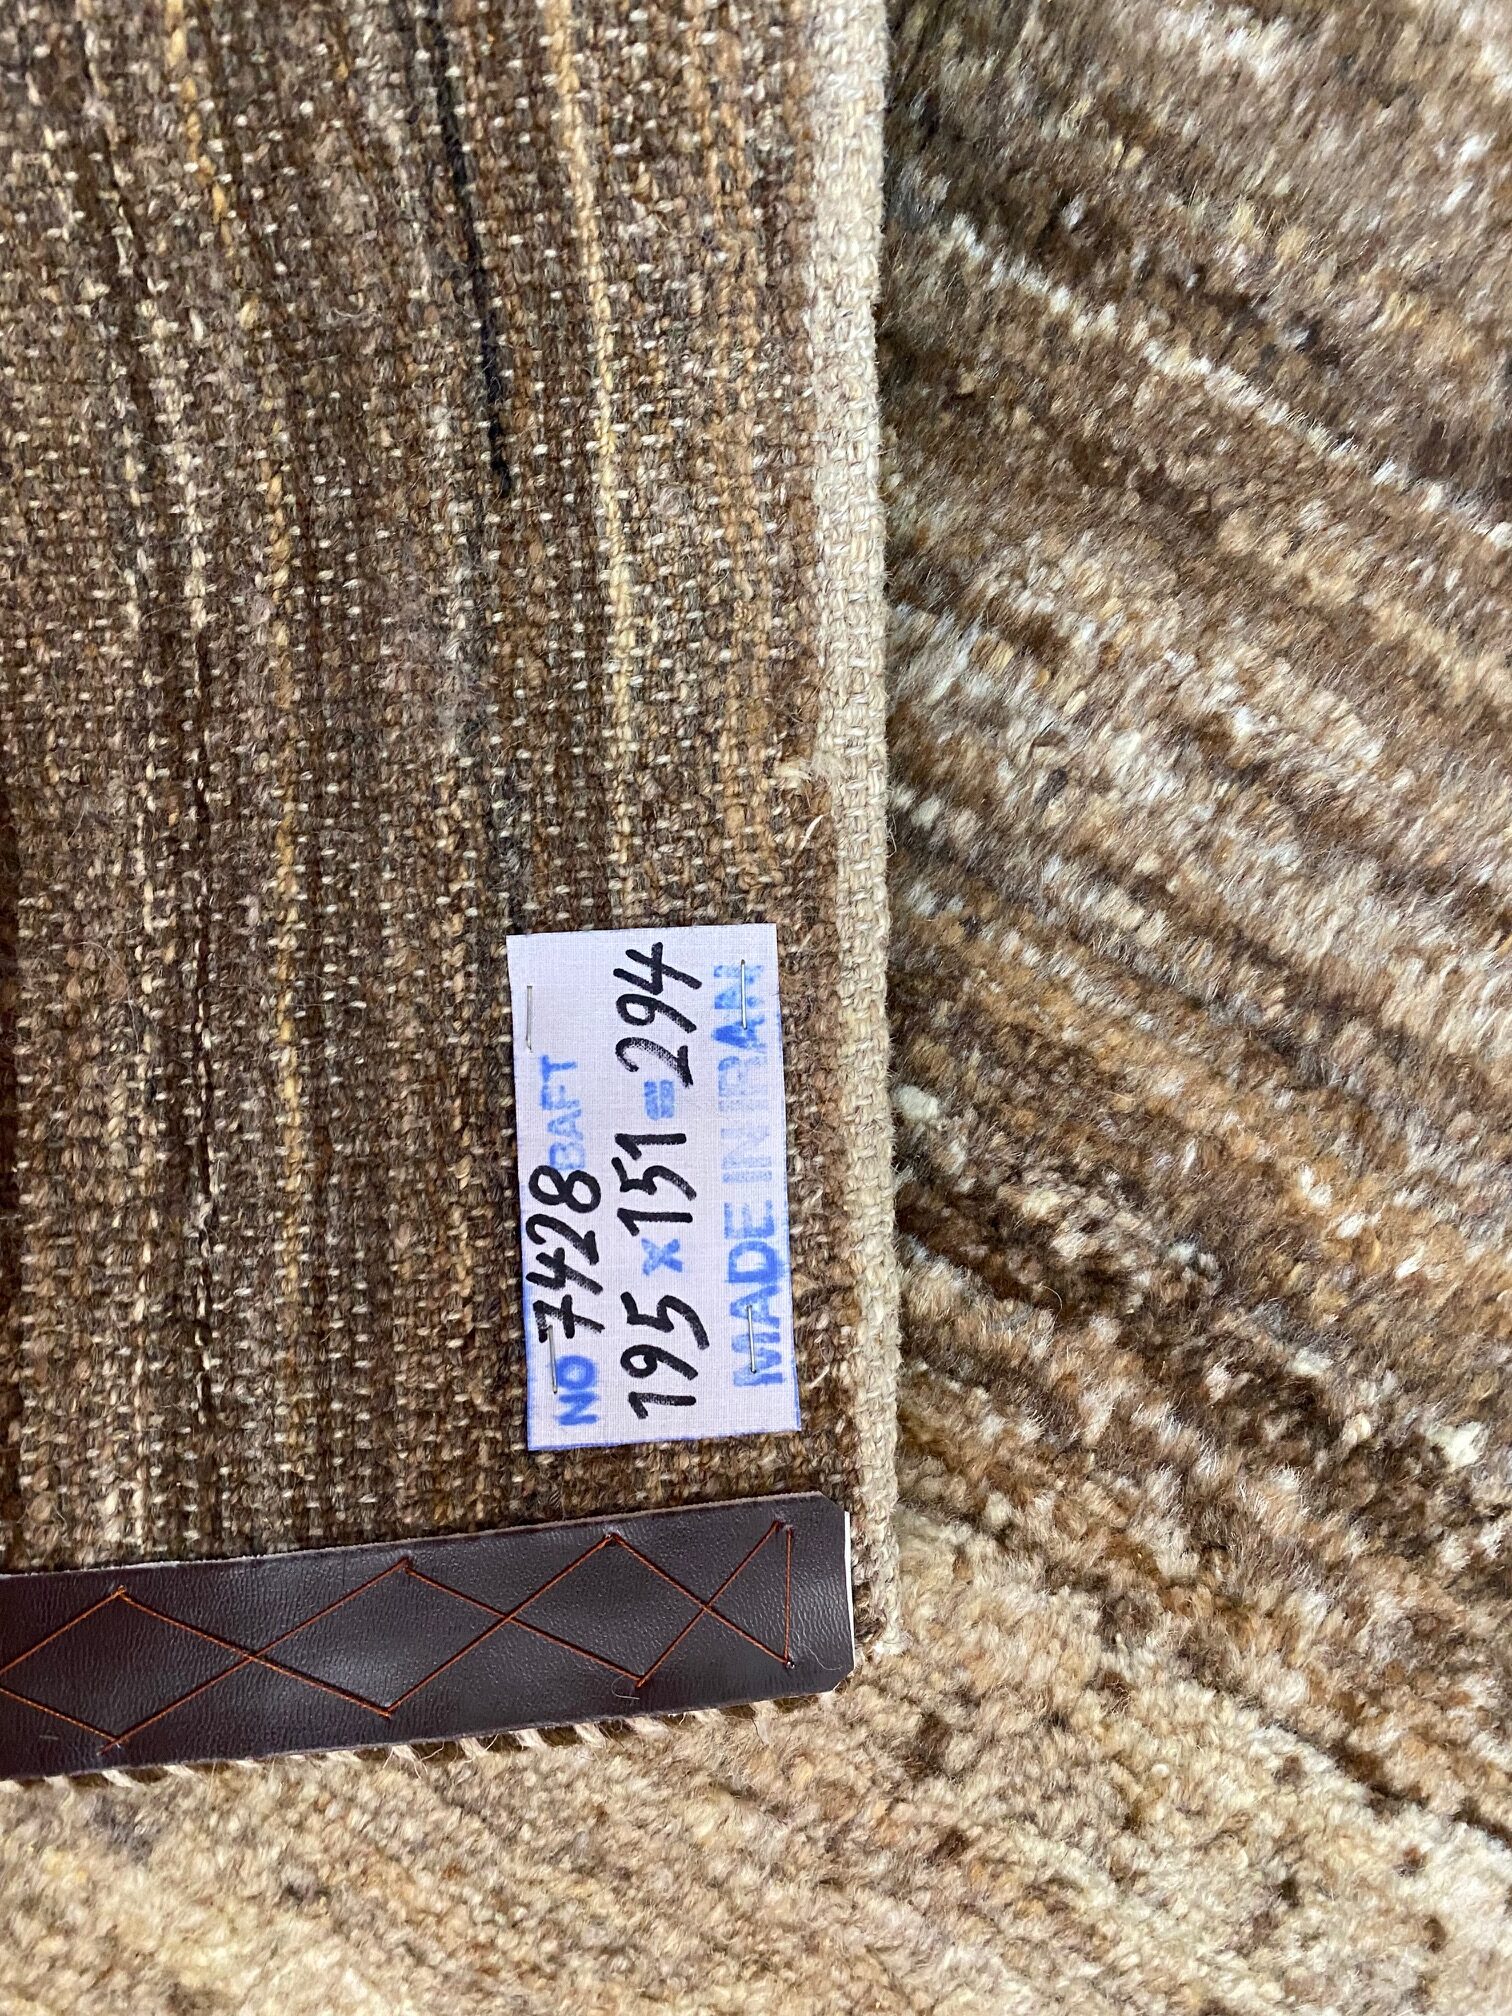 NO 7428 BAFT
195 x 151 = 294
MADE IN IRAN